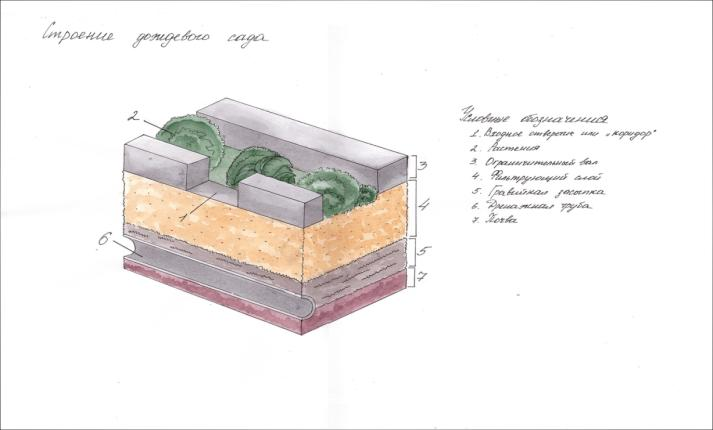 Строение дождевого сада
Условные обозначения
1. Входное отверстие или „коридор“
2. Растения
3. Ограничительный вал
4. Фильтрующий слой
5. Гравийная засыпка
6. Дренажная труба
7. Почва
2
3
4
1
6
5
7